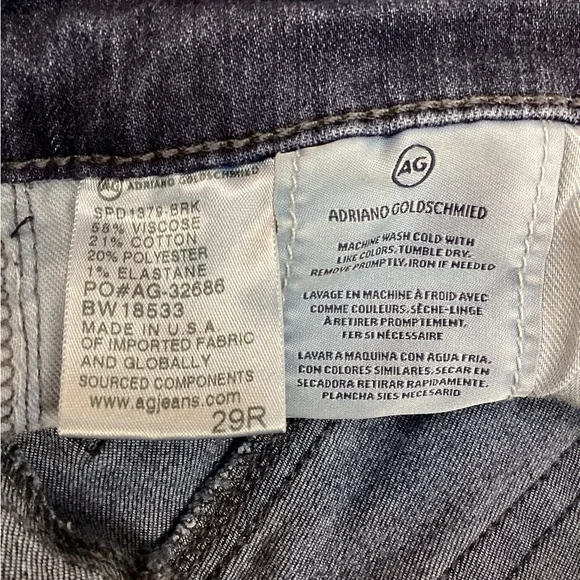 AG ADRIANO GOLDSCHMIED
SPD1379-BRK
58% VISCOSE
21% COTTON
20% POLYESTER
% ELASTANE
PO#AG-32686
BW18533
MADE IN U.S.A
OF IMPORTED FABRIC
AND GLOBALLY
SOURCED COMPONENTS
www.agjeans.com
29R
AG
ADRIANO GOLDSCHMIED
MACHINE WASH COLD WITH
LIKE COLORS. TUMBLE DRY.
REMOVE PROMPTLY. IRON IF NEEDED
LAVAGE EN MACHINE À FROID AVEC
COMME COULEURS. SÈCHE-LINGE
À RETIRER PROMPTEMENT.
FER SI NÉCESSAIRE
LAVAR A MAQUINA CON AGUA FRIA.
CON COLORES SIMILARES. SECAR EN
SECADORA RETIRAR RAPIDAMENTE.
PLANCHA SIES NECESARIO